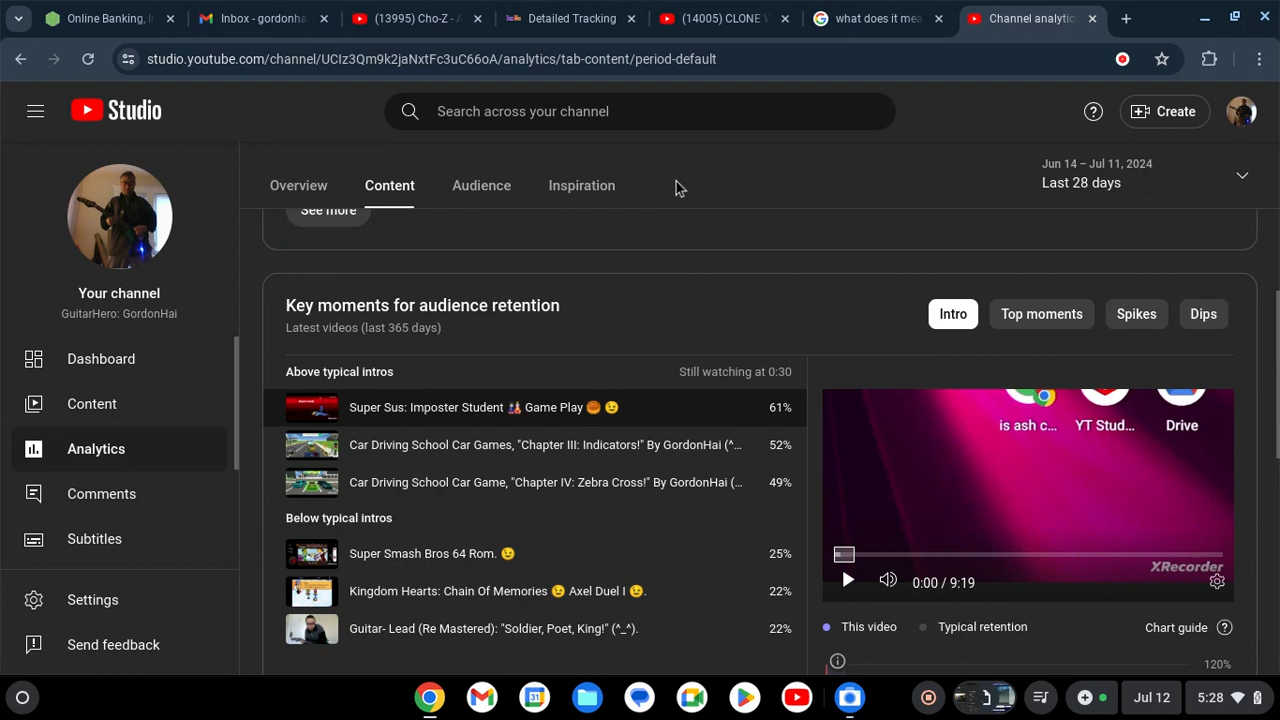 Online Banking, I
Inbox - gordonha
(13995) Cho-Z - A
Detailed Tracking
(14005) CLONE W
what does it mea
Channel analytic
studio.youtube.com/channel/UCIz3Qm9k2jaNxtFc3uC66oA/analytics/tab-content/period-default
Studio
Search across your channel
Create
Overview
Content
Audience
Inspiration
Jun 14 – Jul 11, 2024
Last 28 days
See more
Your channel
GuitarHero: GordonHai
Dashboard
Content
Analytics
Comments
Subtitles
Settings
Send feedback
Key moments for audience retention
Latest videos (last 365 days)
Intro
Top moments
Spikes
Dips
Above typical intros
Still watching at 0:30
Super Sus: Imposter Student 👯 Game Play 🎃 😉 61%
Car Driving School Car Games, "Chapter III: Indicators!" By GordonHai (^... 52%
Car Driving School Car Game, "Chapter IV: Zebra Cross!" By GordonHai (... 49%
Below typical intros
Super Smash Bros 64 Rom. 😉 25%
Kingdom Hearts: Chain Of Memories 😉 Axel Duel I 😉. 22%
Guitar- Lead (Re Mastered): "Soldier, Poet, King!" (^_^). 22%
is ash c...
YT Stud...
Drive
XRecorder
0:00 / 9:19
This video
Typical retention
Chart guide
120%
Jul 12
5:28